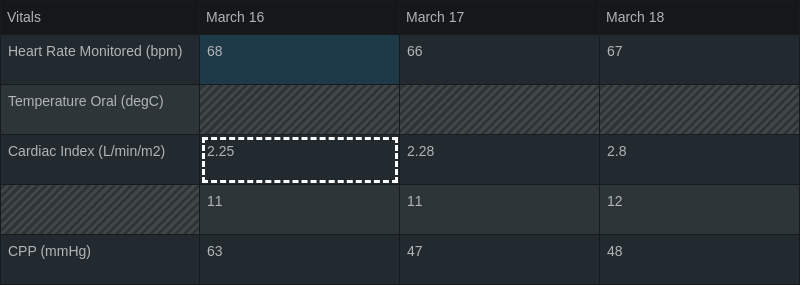 Vitals March 16 March 17 March 18
Heart Rate Monitored (bpm) 68 66 67
Temperature Oral (degC)
Cardiac Index (L/min/m2) 2.25 2.28 2.8
11 11 12
CPP (mmHg) 63 47 48